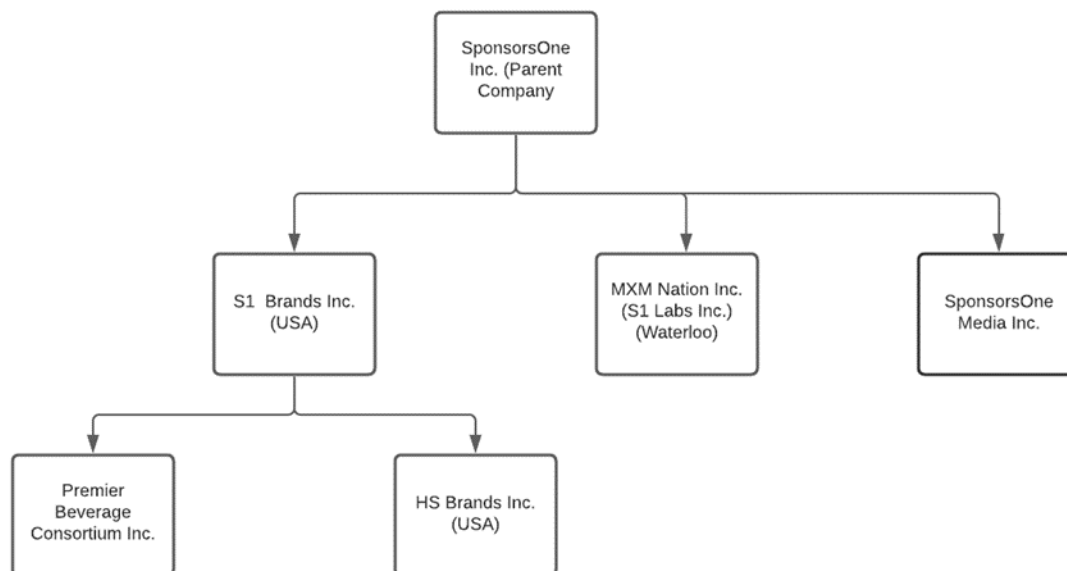 SponsorsOne
Inc. (Parent
Company
S1  Brands Inc.
(USA)
MXM Nation Inc.
(S1 Labs Inc.)
(Waterloo)
SponsorsOne
Media Inc.
Premier
Beverage
Consortium Inc.
HS Brands Inc.
(USA)